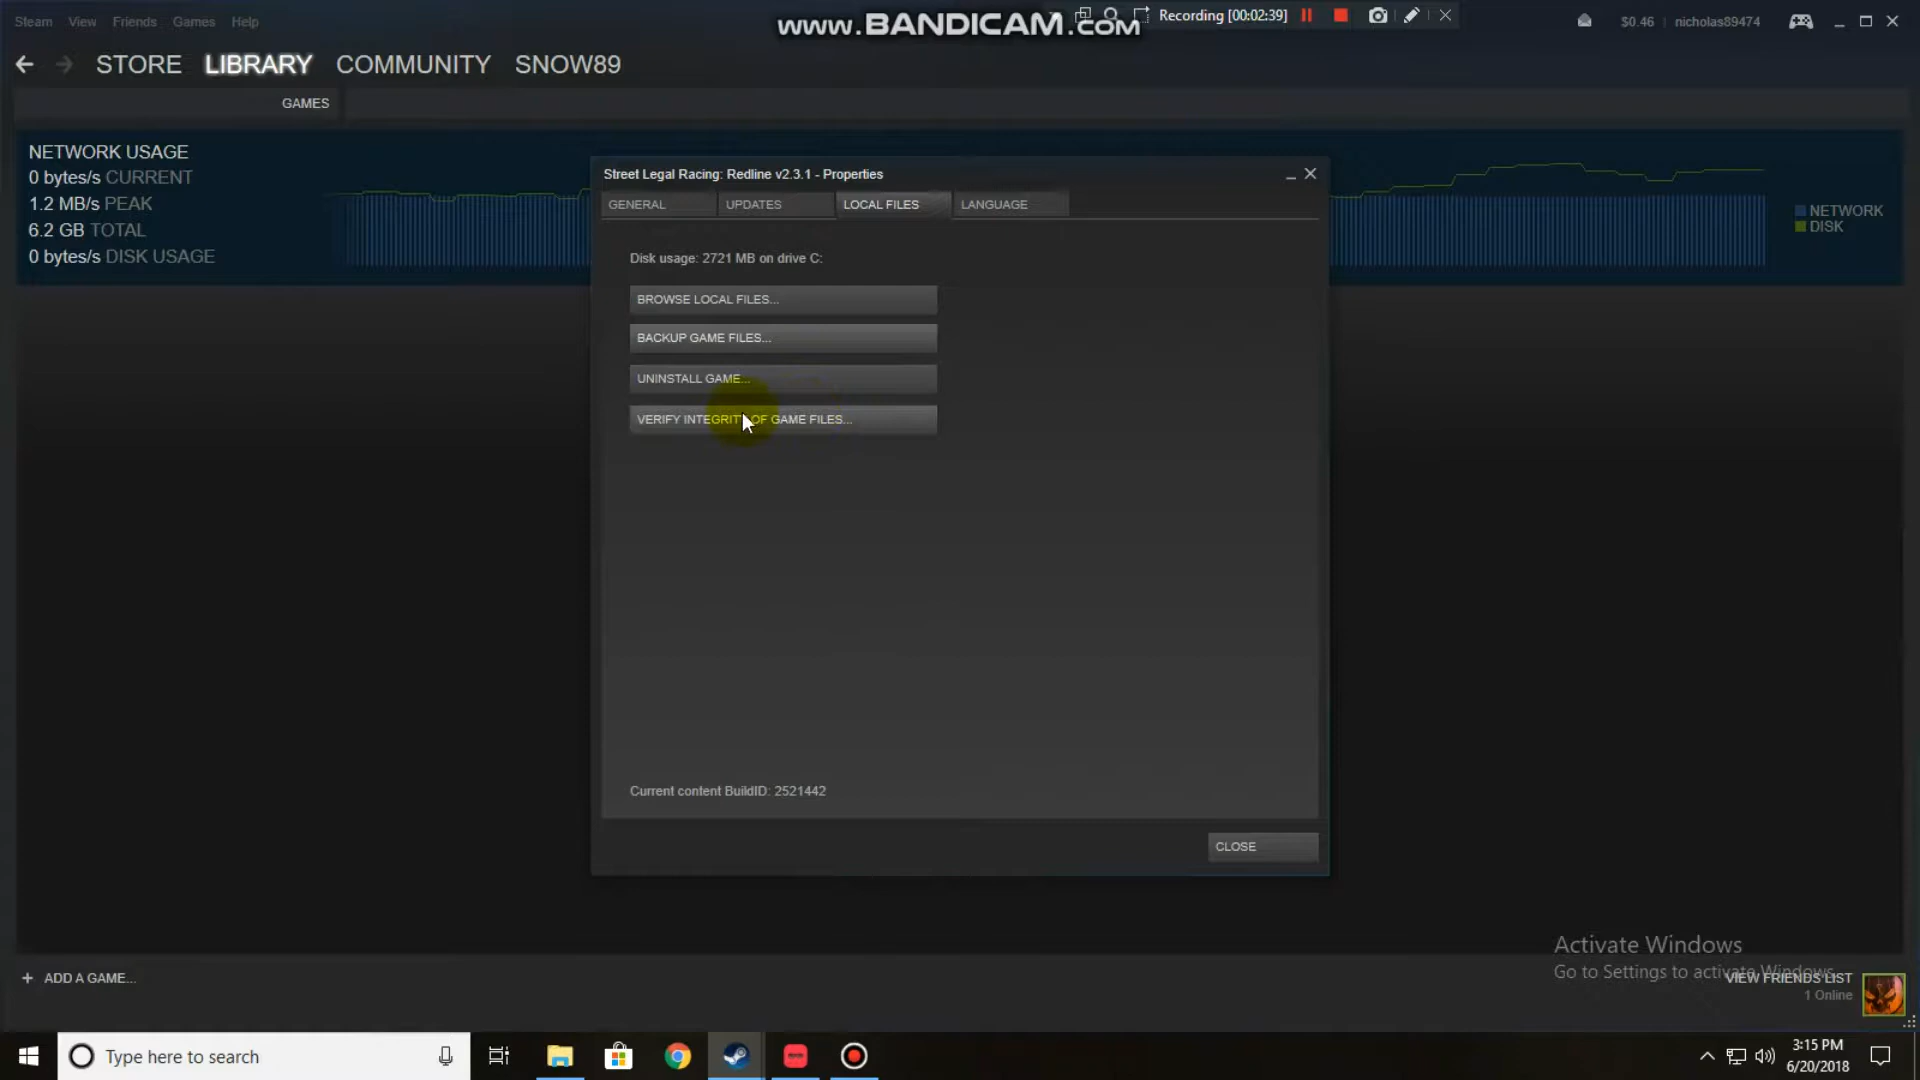 Steam View Friends Games Help
www.BANDICAM.com
Recording [00:02:39]
$0.46 nicholas89474
STORE LIBRARY COMMUNITY SNOW89
GAMES
NETWORK USAGE
0 bytes/s CURRENT
1.2 MB/s PEAK
6.2 GB TOTAL
0 bytes/s DISK USAGE
NETWORK
DISK
Street Legal Racing: Redline v2.3.1 - Properties
GENERAL UPDATES LOCAL FILES LANGUAGE
Disk usage: 2721 MB on drive C:
BROWSE LOCAL FILES...
BACKUP GAME FILES...
UNINSTALL GAME...
VERIFY INTEGRITY OF GAME FILES...
Current content BuildID: 2521442
CLOSE
Activate Windows
Go to Settings to activate Windows.
+ ADD A GAME...
VIEW FRIENDS LIST
1 Online
Type here to search
3:15 PM
6/20/2018